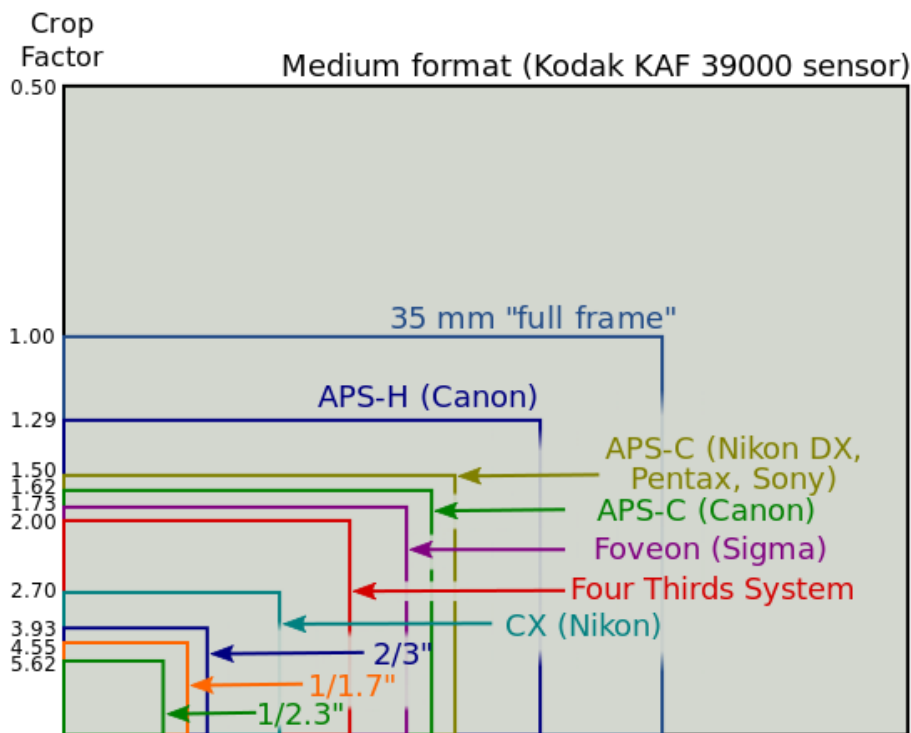 Crop
Factor
Medium format (Kodak KAF 39000 sensor)
0.50
35 mm "full frame"
1.00
APS-H (Canon)
1.29
APS-C (Nikon DX,
Pentax, Sony)
1.50
1.62
APS-C (Canon)
1.73
2.00
Foveon (Sigma)
Four Thirds System
2.70
CX (Nikon)
3.93
2/3"
4.55
5.62
1/1.7"
1/2.3"